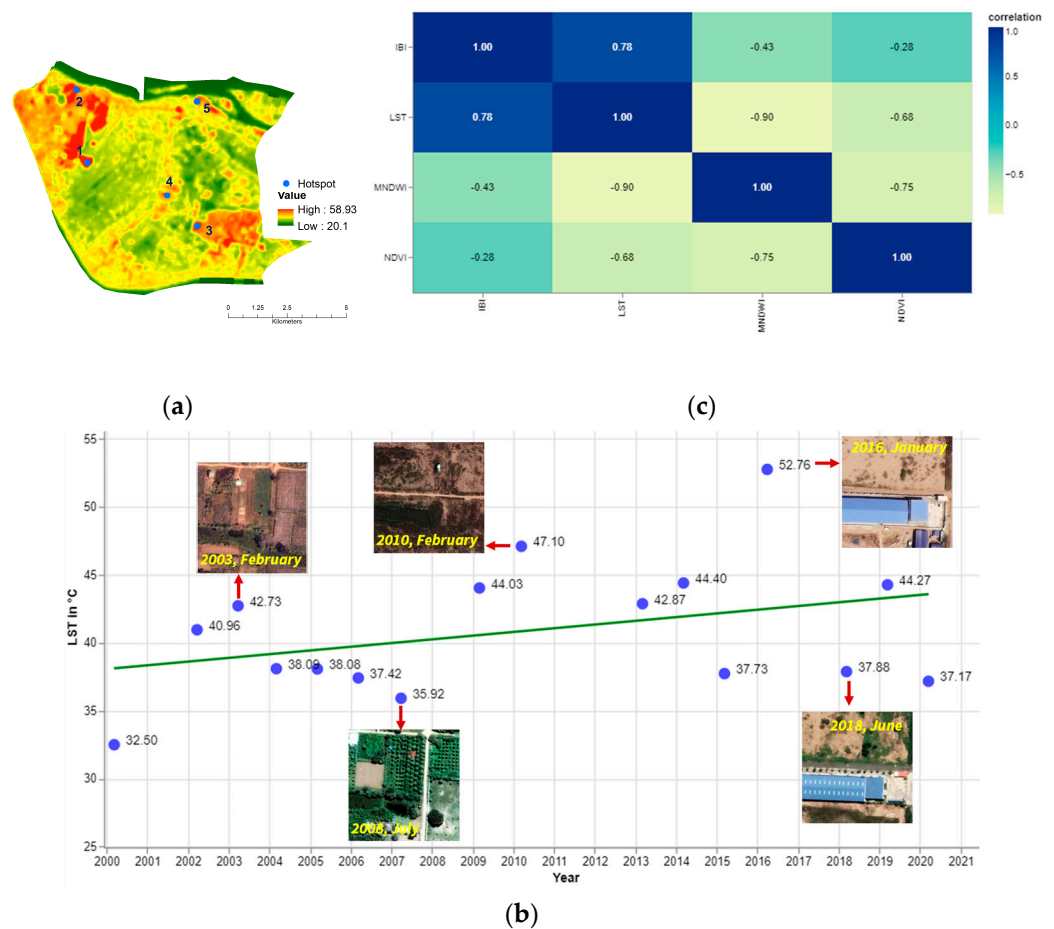 2
5
1
4
3
Hotspot
Value
High : 58.93
Low : 20.1
0 1.25 2.5 5
Kilometers
(a)
correlation
1.0
0.5
0.0
−0.5
IBI
LST
MNDWI
NDVI
1.00 0.78 -0.43 -0.28
0.78 1.00 -0.90 -0.68
-0.43 -0.90 1.00 -0.75
-0.28 -0.68 -0.75 1.00
IBI
LST
MNDWI
NDVI
(c)
LST In °C
55
50
45
40
35
30
25
32.50
40.96
42.73
38.09
38.08
37.42
35.92
44.03
47.10
42.87
44.40
37.73
52.76
37.88
44.27
37.17
2003, February
2010, February
2016, January
2008, July
2018, June
2000 2001 2002 2003 2004 2005 2006 2007 2008 2009 2010 2011 2012 2013 2014 2015 2016 2017 2018 2019 2020 2021
Year
(b)